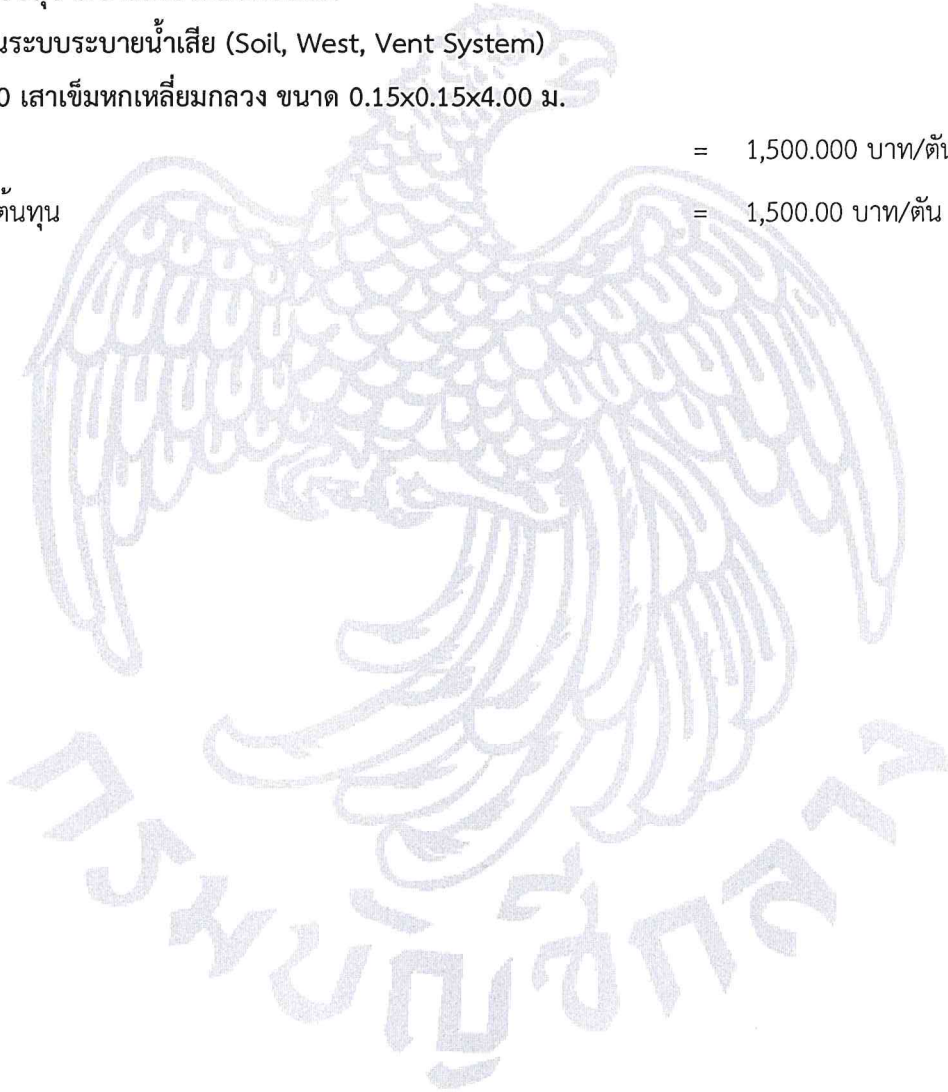 นระบบระบายน้ำเสีย (Soil, West, Vent System)
0 เสาเข็มหกเหลี่ยมกลวง ขนาด 0.15x0.15x4.00 ม.
= 1,500.000 บาท/ตัน
ต้นทุน = 1,500.00 บาท/ตัน
กรมบัญชีกลาง